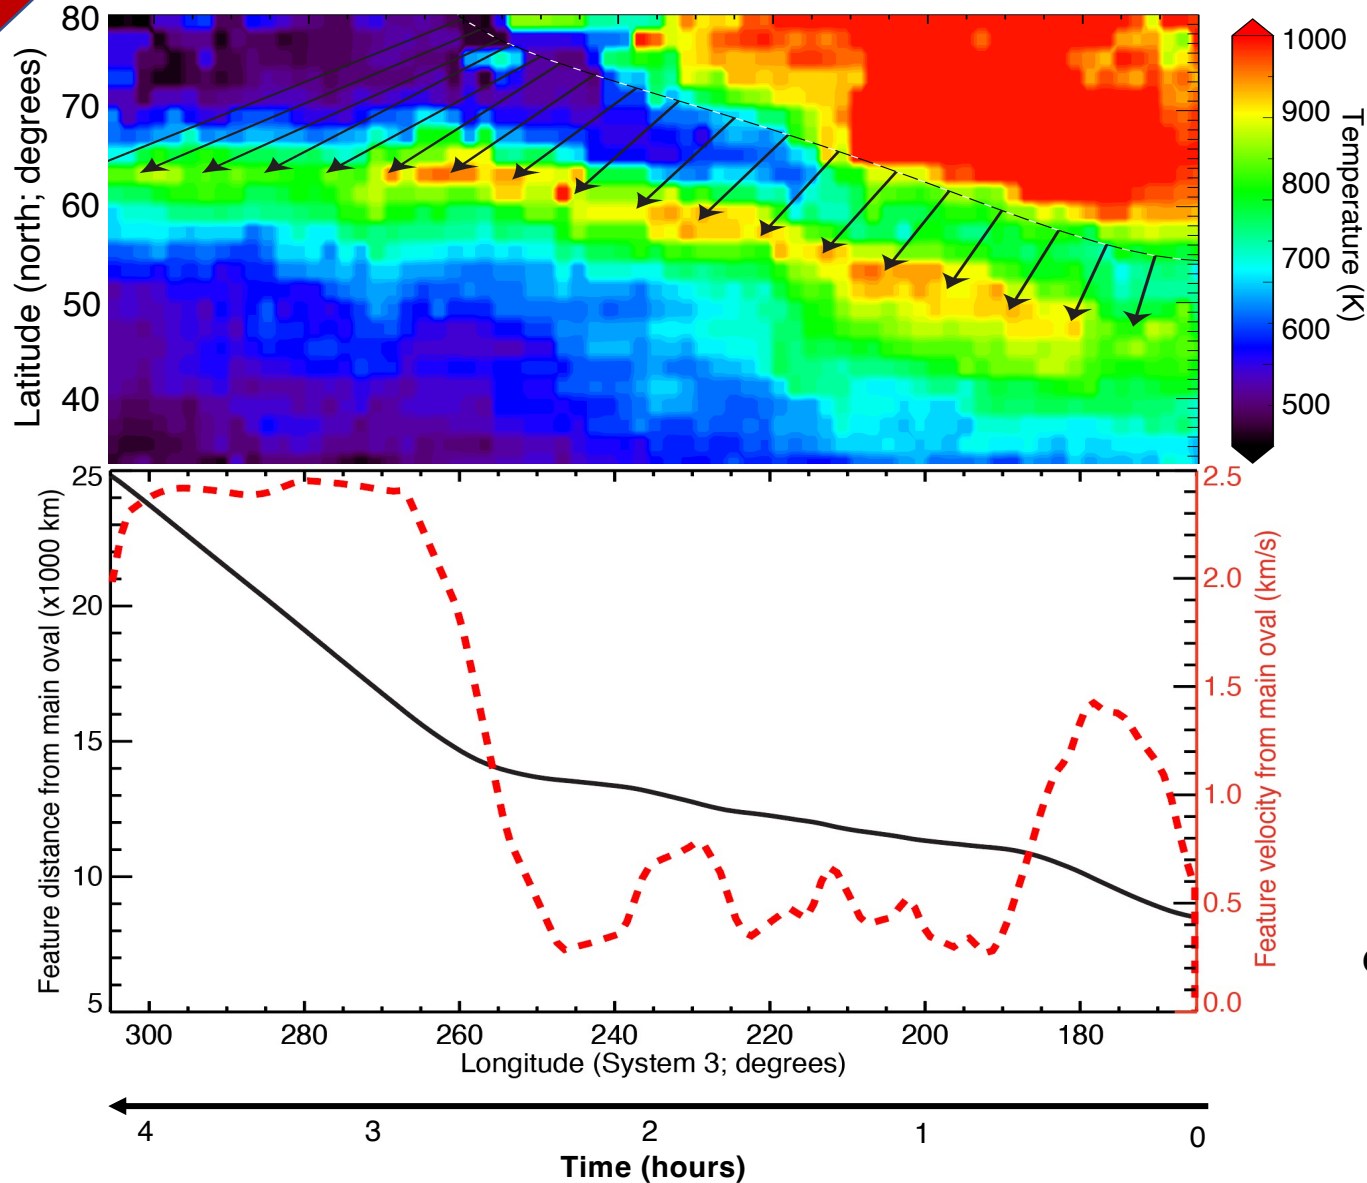 80
70
60
50
40
Latitude (north; degrees)
1000
900
800
700
600
500
Temperature (K)
25
20
15
10
5
Feature distance from main oval (x1000 km)
2.5
2.0
1.5
1.0
0.5
0.0
Feature velocity from main oval (km/s)
300 280 260 240 220 200 180
Longitude (System 3; degrees)
4 3 2 1 0
Time (hours)